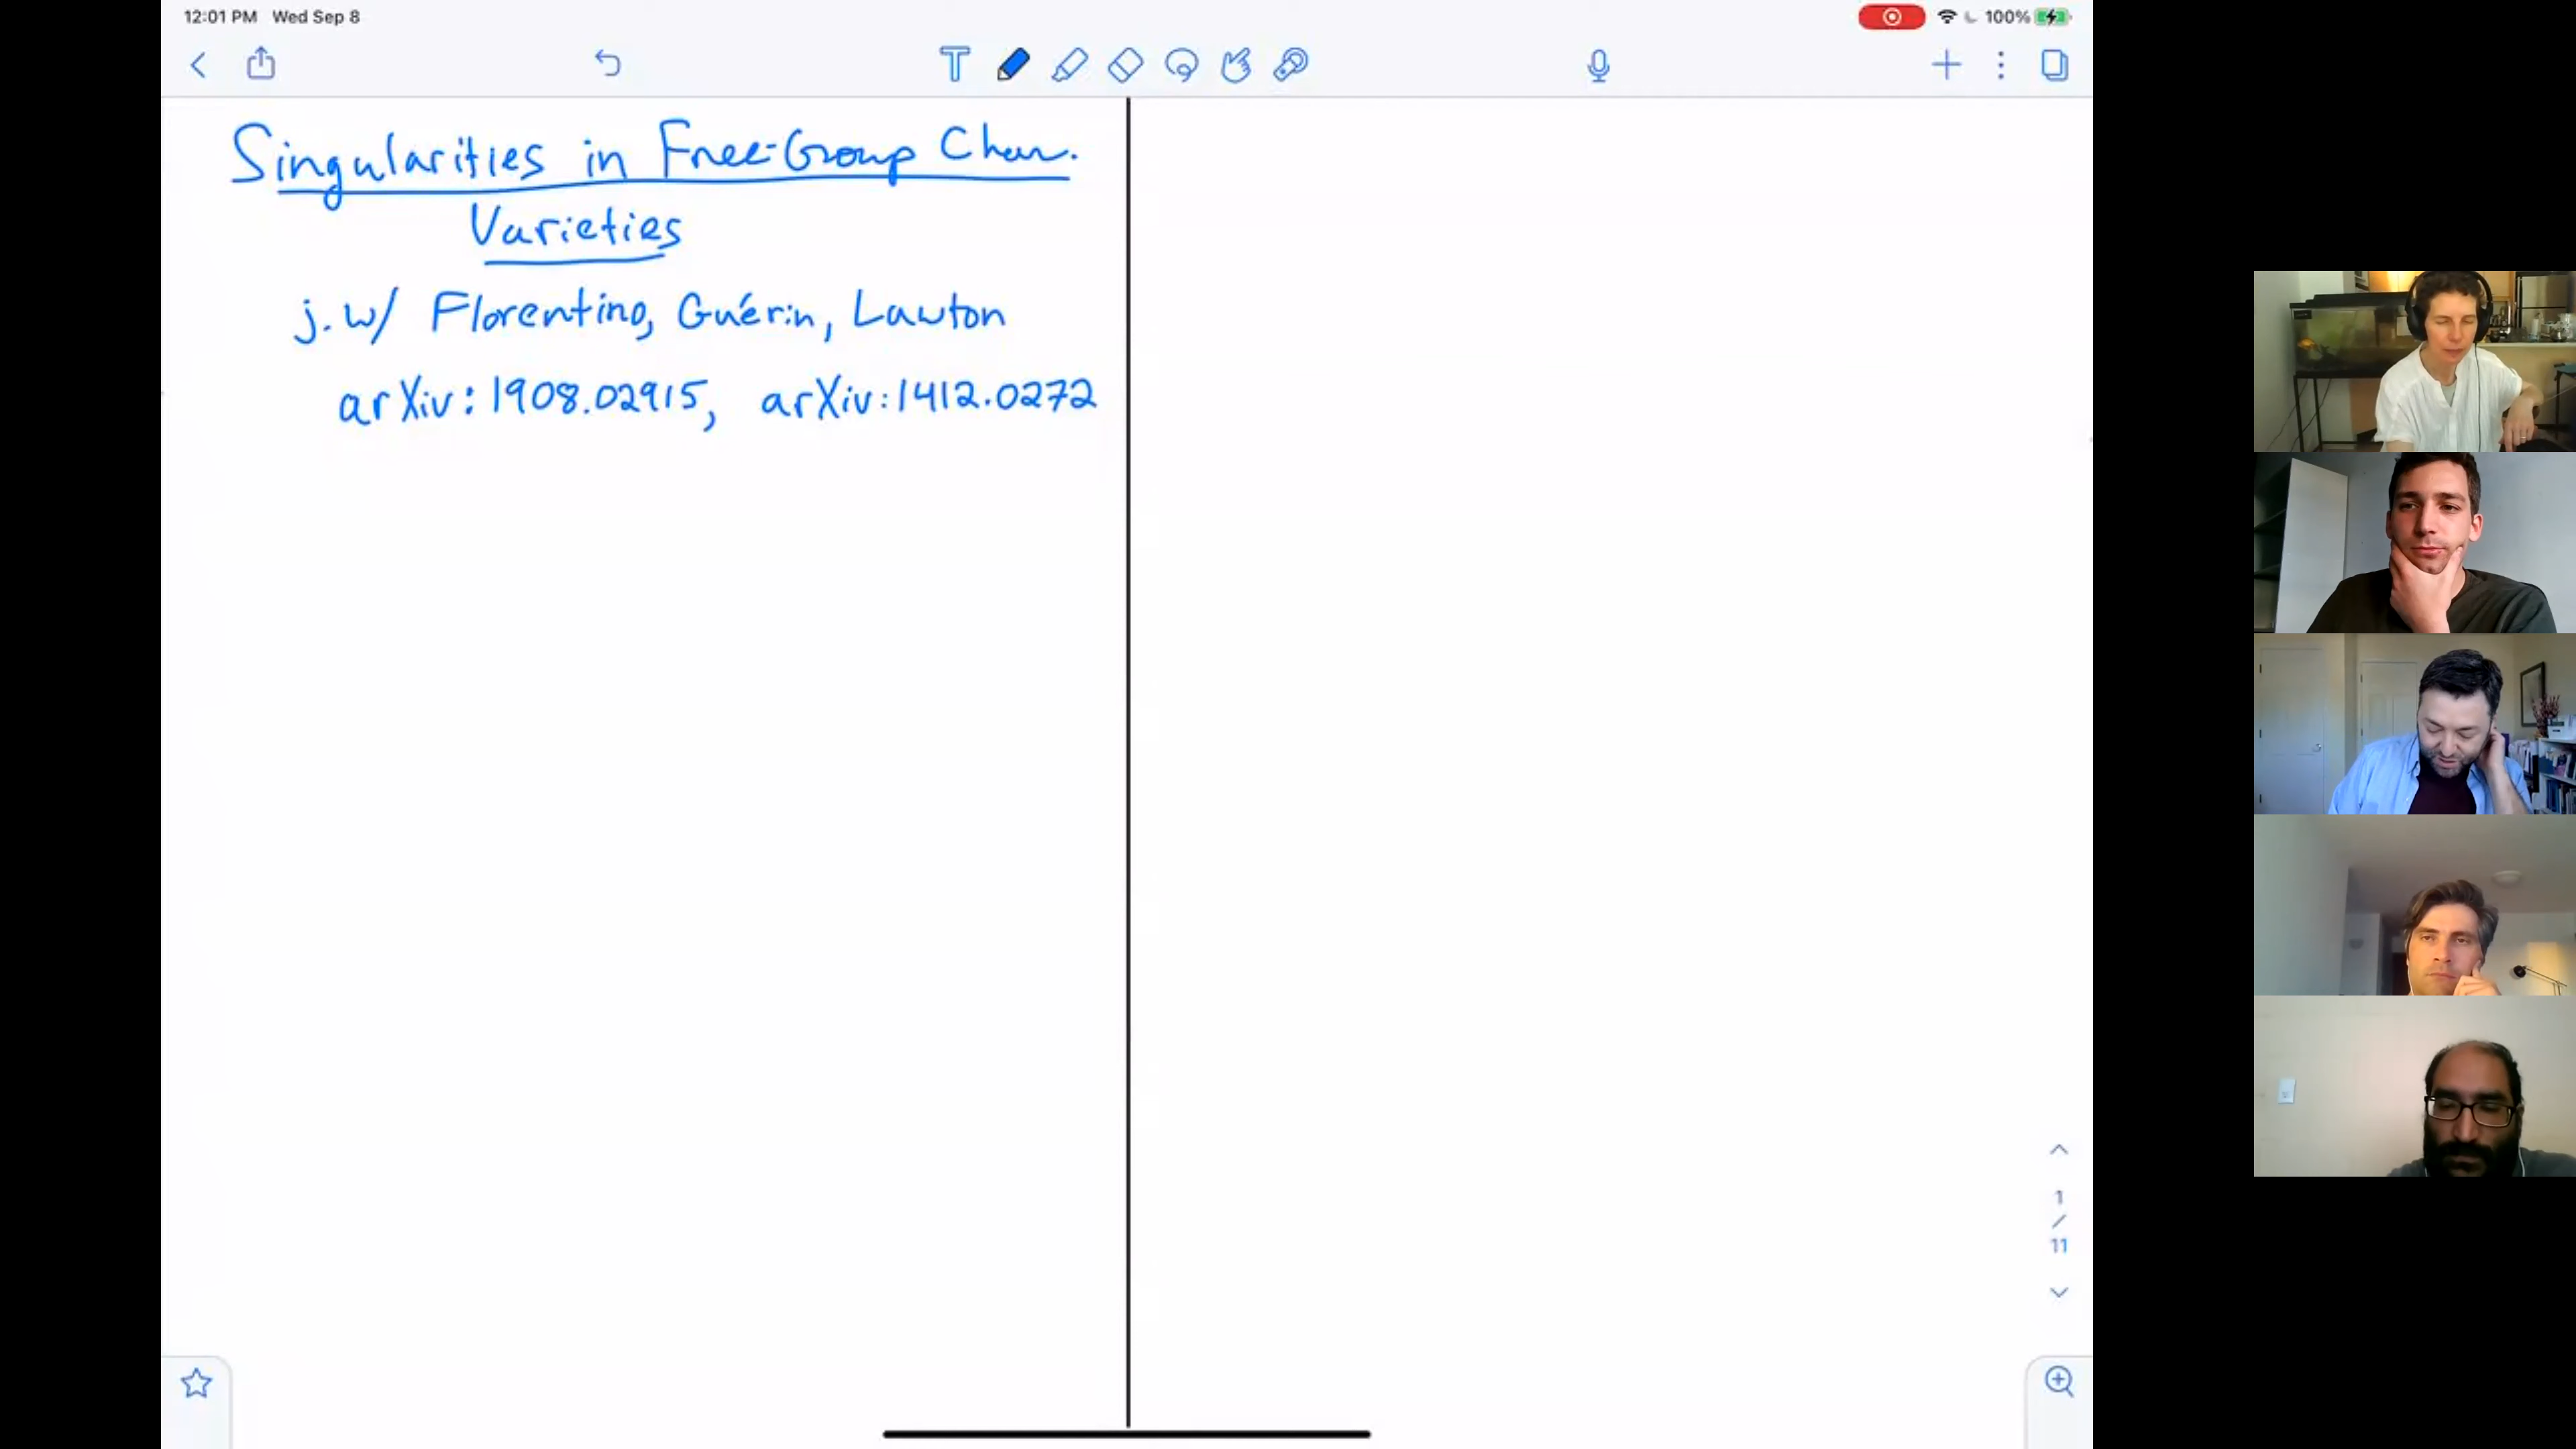 12:01 PM Wed Sep 8
100%
Singularities in Free-Group Char.
Varieties
j.w/ Florentino, Guérin, Lawton
arXiv: 1908.02915, arXiv:1412.0272
1
/
11